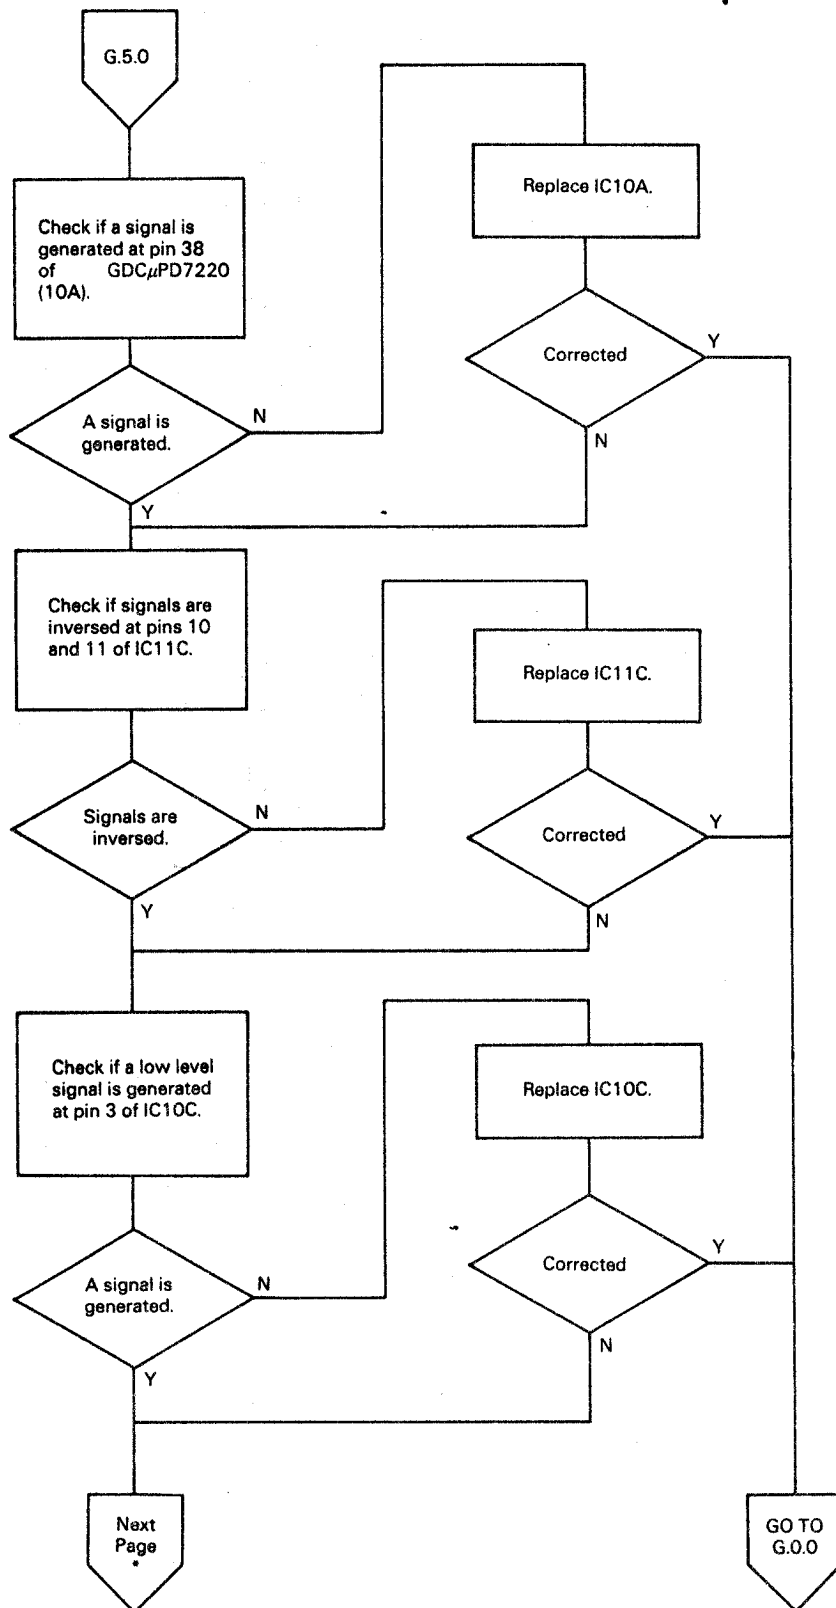 G.5.0
Check if a signal is
generated at pin 38
of GDCμPD7220
(10A).
Replace IC10A.
Corrected
Y
N
A signal is
generated.
N
Y
Check if signals are
inversed at pins 10
and 11 of IC11C.
Replace IC11C.
Signals are
inversed.
N
Y
Corrected
Y
N
Check if a low level
signal is generated
at pin 3 of IC10C.
Replace IC10C.
A signal is
generated.
N
Y
Corrected
Y
N
Next
Page
*
GO TO
G.0.0